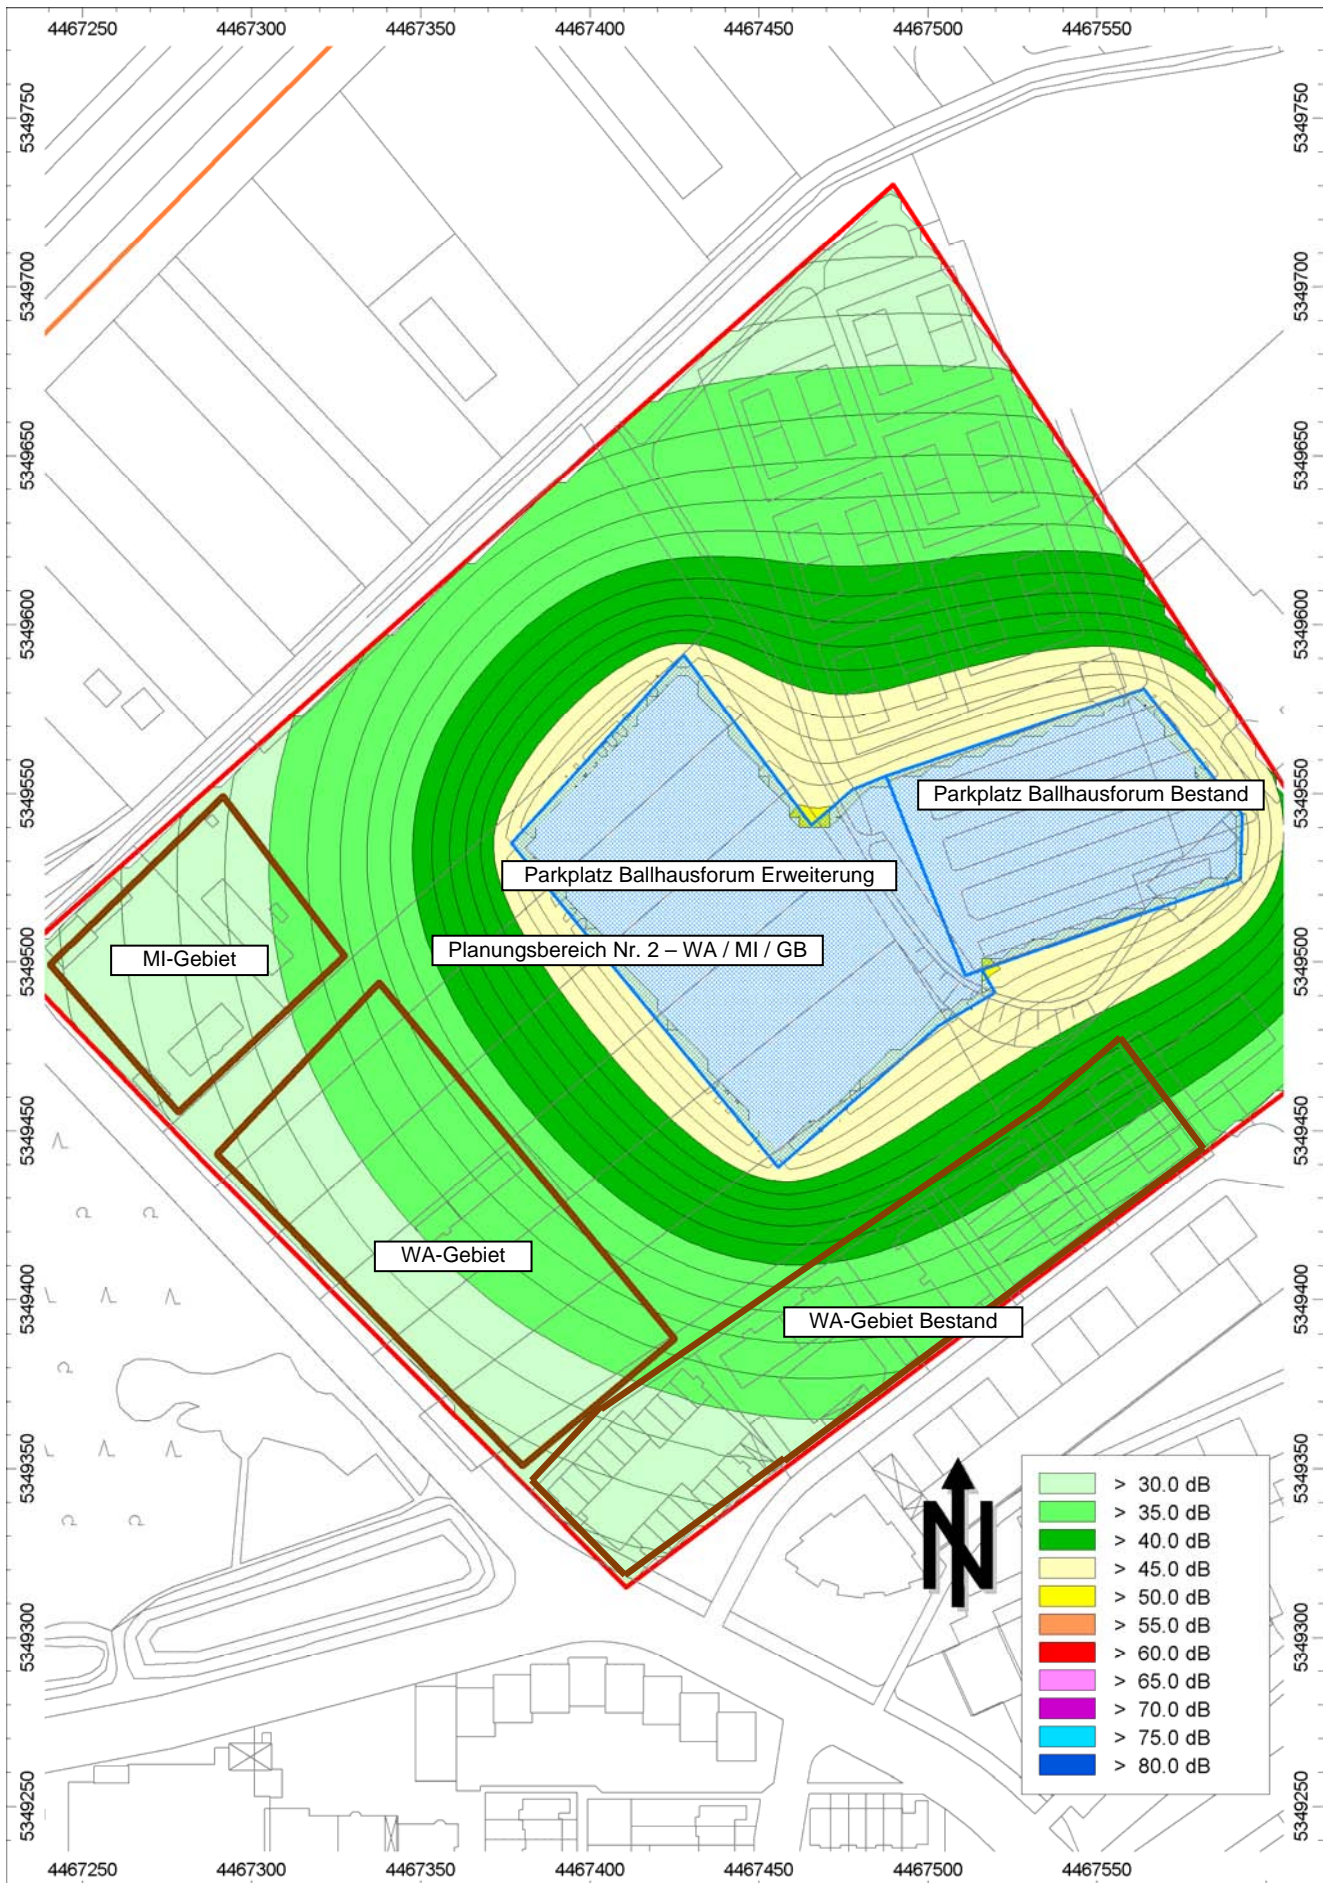 4467250 4467300 4467350 4467400 4467450 4467500 4467550
5349750 5349750
5349700 5349700
5349650 5349650
5349600 5349600
5349550 5349550
Parkplatz Ballhausforum Bestand
Parkplatz Ballhausforum Erweiterung
Planungsbereich Nr. 2 – WA / MI / GB
MI-Gebiet
5349500 5349500
5349450 5349450
WA-Gebiet
5349400 5349400
WA-Gebiet Bestand
5349350 5349350
N
> 30.0 dB
> 35.0 dB
> 40.0 dB
> 45.0 dB
> 50.0 dB
> 55.0 dB
> 60.0 dB
> 65.0 dB
> 70.0 dB
> 75.0 dB
> 80.0 dB
5349300 5349300
5349250 5349250
4467250 4467300 4467350 4467400 4467450 4467500 4467550